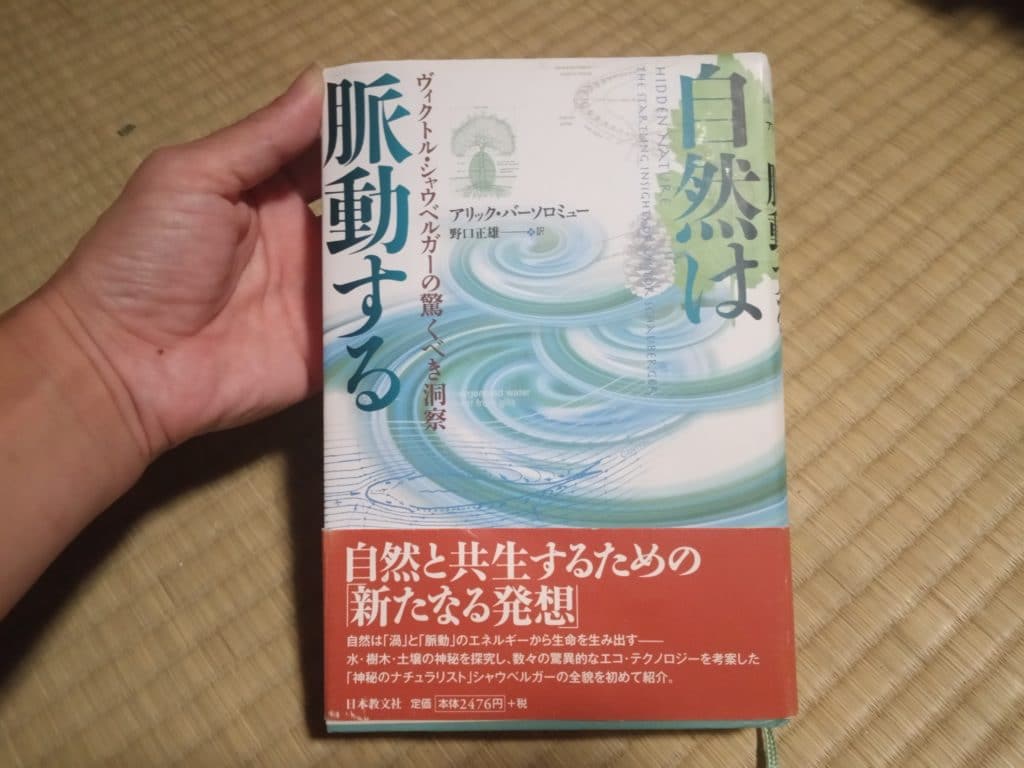 自然は
脈動する
ヴィクトル・シャウベルガーの驚くべき洞察
HIDDEN NATURE
THE STARTLING INSIGHTS
アリック・バーソロミュー
野口正雄——訳
自然と共生するための
「新たなる発想」
自然は「渦」と「脈動」のエネルギーから生命を生み出す——
水・樹木・土壌の神秘を探究し、数々の驚異的なエコ・テクノロジーを考案した
「神秘のナチュラリスト」シャウベルガーの全貌を初めて紹介。
日本教文社 定価 本体2476円 +税